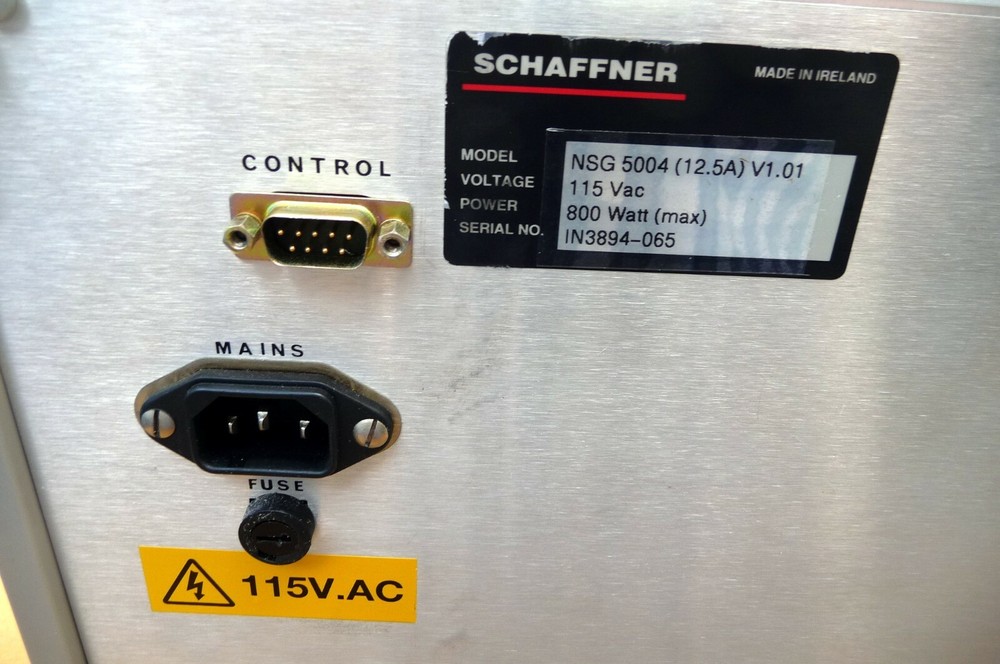 SCHAFFNER
MADE IN IRELAND
MODEL NSG 5004 (12.5A) V1.01
VOLTAGE 115 Vac
POWER 800 Watt (max)
SERIAL NO. IN3894-065
CONTROL
MAINS
FUSE
115V.AC